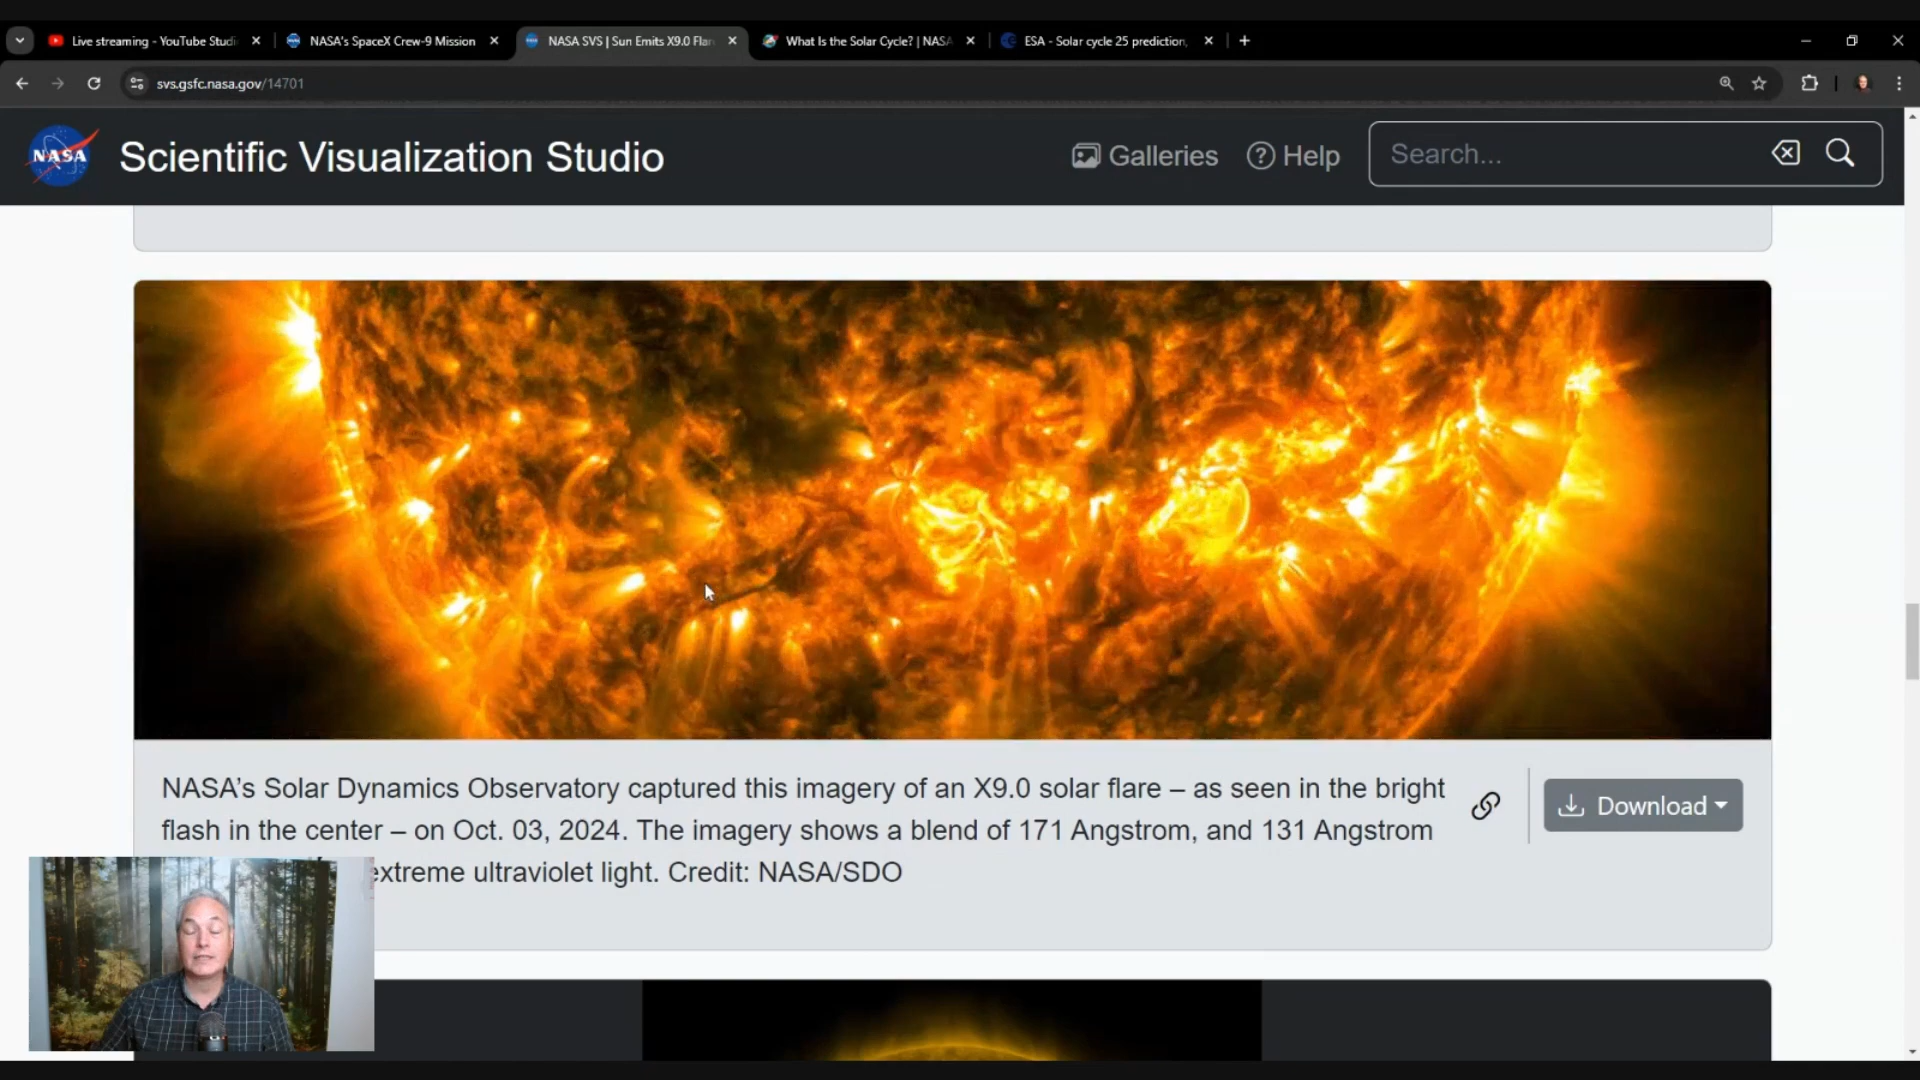 Live streaming - YouTube Studi
NASA's SpaceX Crew-9 Mission
NASA SVS | Sun Emits X9.0 Flar
What Is the Solar Cycle? | NASA
ESA - Solar cycle 25 prediction,
svs.gsfc.nasa.gov/14701
NASA
Scientific Visualization Studio
Galleries
Help
Search...
NASA's Solar Dynamics Observatory captured this imagery of an X9.0 solar flare – as seen in the bright
flash in the center – on Oct. 03, 2024. The imagery shows a blend of 171 Angstrom, and 131 Angstrom
extreme ultraviolet light. Credit: NASA/SDO
Download